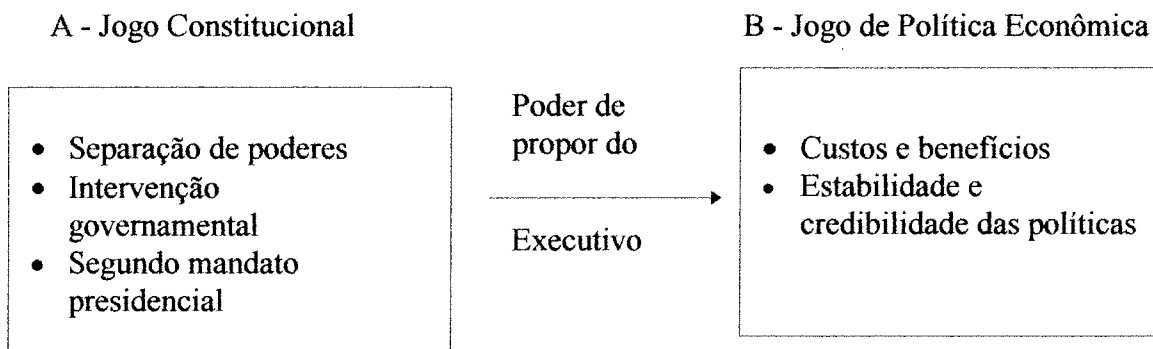 A - Jogo Constitucional
B - Jogo de Política Econômica
• Separação de poderes
• Intervenção
governamental
• Segundo mandato
presidencial
Poder de
propor do
Executivo
• Custos e benefícios
• Estabilidade e
credibilidade das políticas